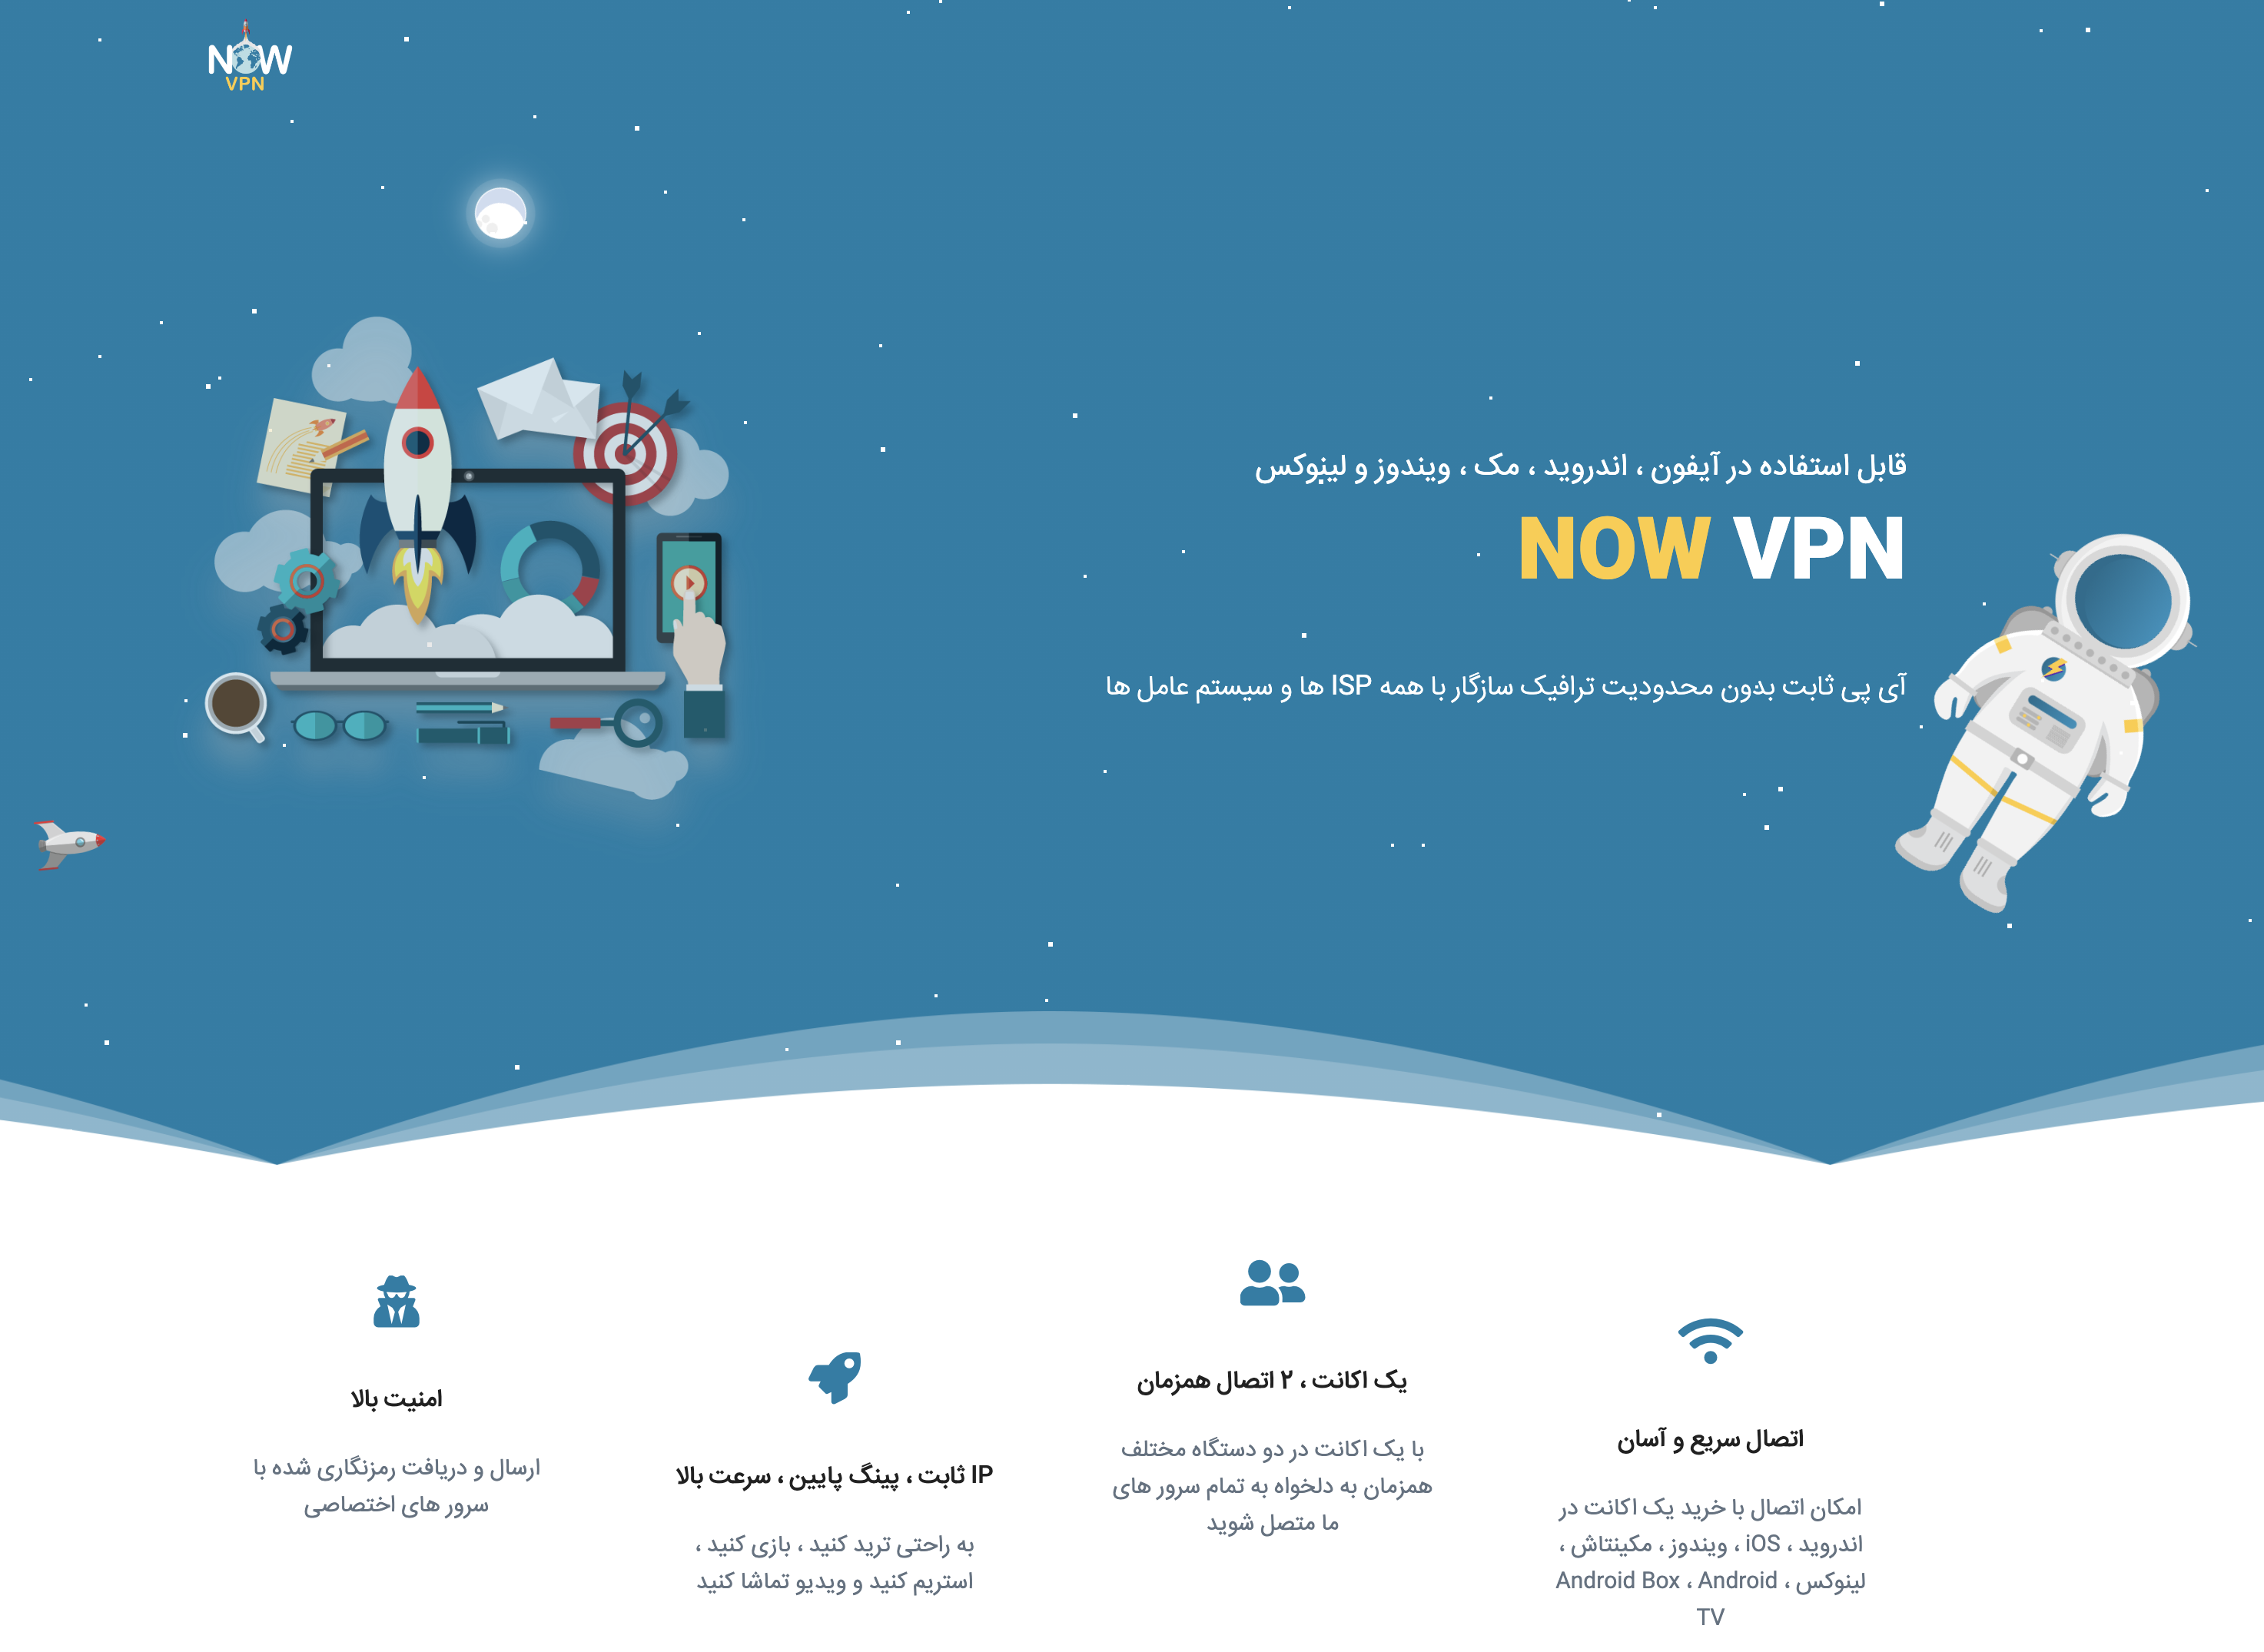 NOW
VPN
قابل استفاده در آیفون ، اندروید ، مک ، ویندوز و لینوکس
NOW VPN
آی پی ثابت بدون محدودیت ترافیک سازگار با همه ISP ها و سیستم عامل ها
اتصال سریع و آسان
امکان اتصال با خرید یک اکانت در
اندروید ، iOS ، ویندوز ، مکینتاش ،
لینوکس ، Android Box ، Android
TV
یک اکانت ، ۲ اتصال همزمان
با یک اکانت در دو دستگاه مختلف
همزمان به دلخواه به تمام سرور های
ما متصل شوید
IP ثابت ، پینگ پایین ، سرعت بالا
به راحتی ترید کنید ، بازی کنید ،
استریم کنید و ویدیو تماشا کنید
امنیت بالا
ارسال و دریافت رمزنگاری شده با
سرور های اختصاصی